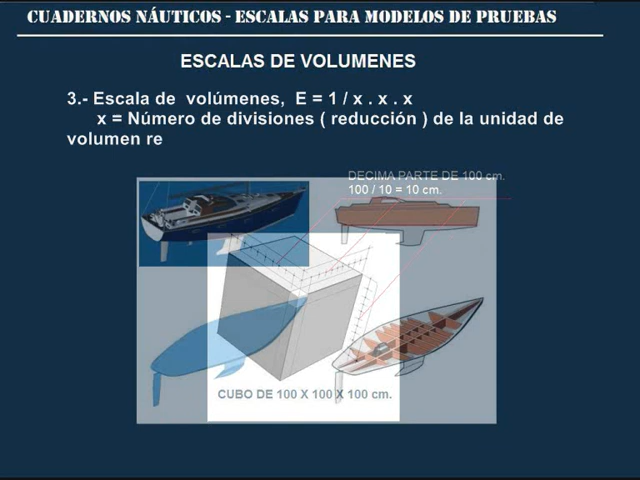 CUADERNOS NÁUTICOS - ESCALAS PARA MODELOS DE PRUEBAS
ESCALAS DE VOLUMENES
3.- Escala de volúmenes, E = 1 / x . x . x
x = Número de divisiones ( reducción ) de la unidad de
volumen re
DECIMA PARTE DE 100 cm.
100 / 10 = 10 cm.
CUBO DE 100 X 100 X 100 cm.